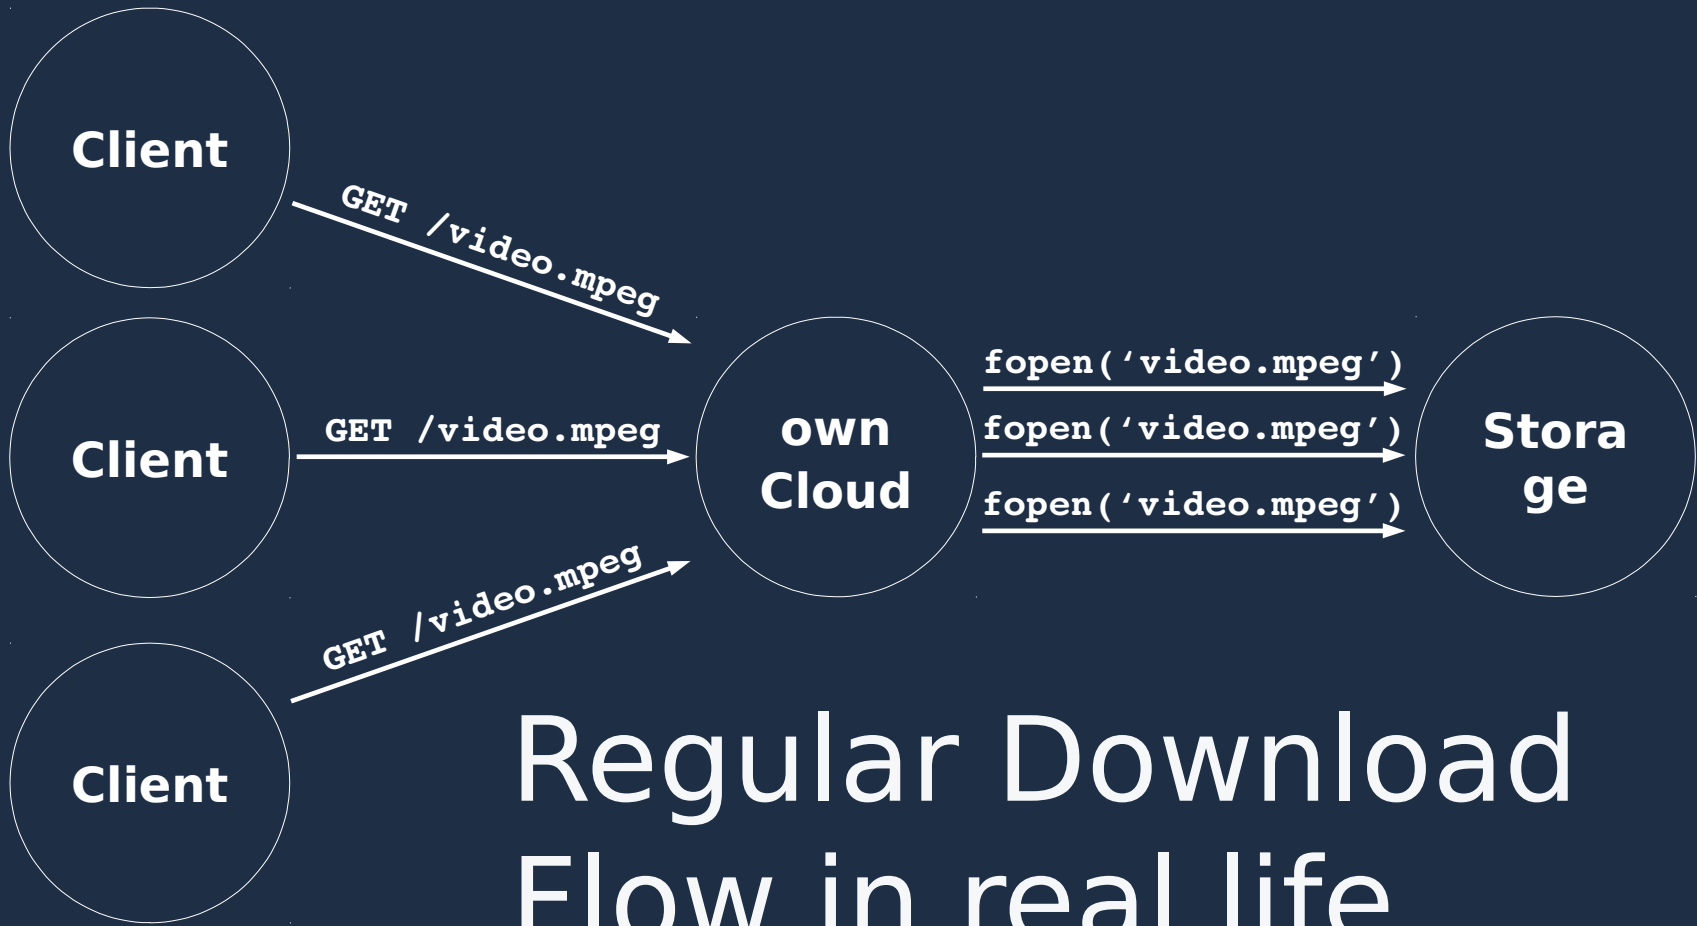 Client
GET /video.mpeg
Client
GET /video.mpeg
own
Cloud
fopen(‘video.mpeg’)
fopen(‘video.mpeg’)
fopen(‘video.mpeg’)
Stora
ge
GET /video.mpeg
Client
Regular Download
Flow in real life